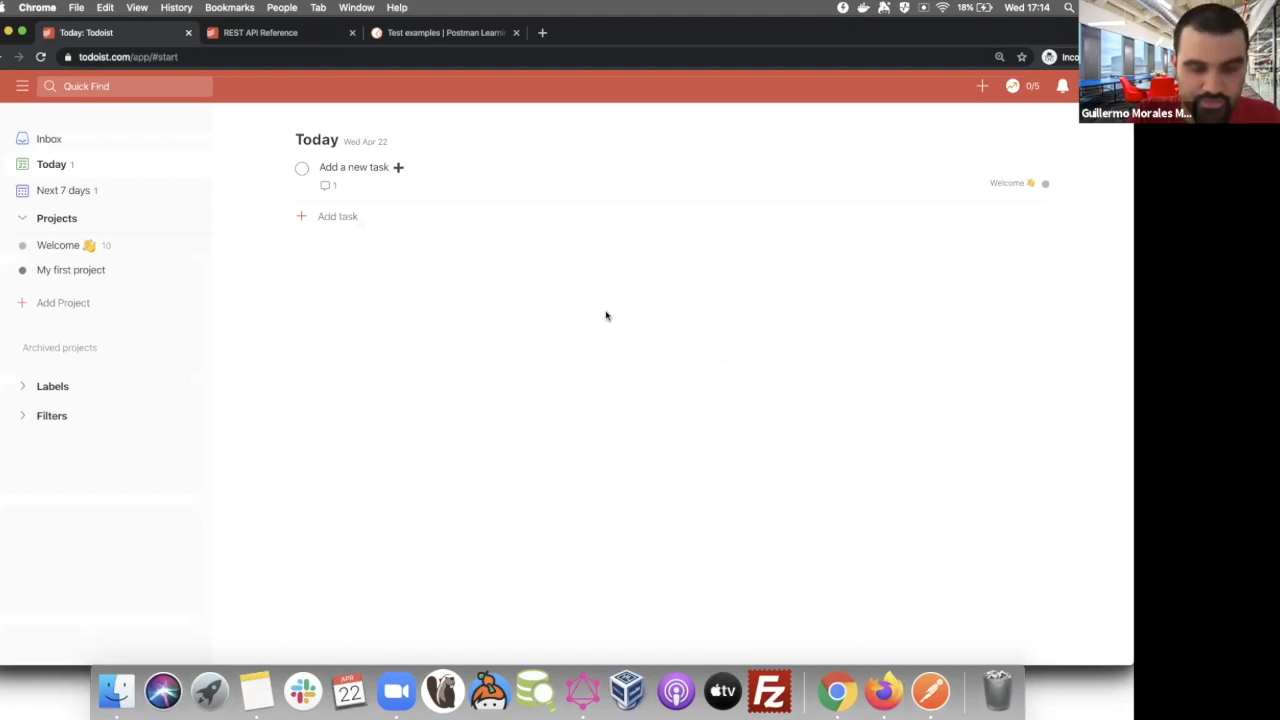 Chrome File Edit View History Bookmarks People Tab Window Help 18% Wed 17:14
Today: Todoist REST API Reference Test examples | Postman Learni
todoist.com/app/#start Inco
Quick Find 0/5
Guillermo Morales M...
Inbox
Today 1
Next 7 days 1
Projects
Welcome 👋 10
My first project
Add Project
Archived projects
Labels
Filters
Today Wed Apr 22
Add a new task ➕
1
Welcome 👋
Add task
APR
22
tv
Fz